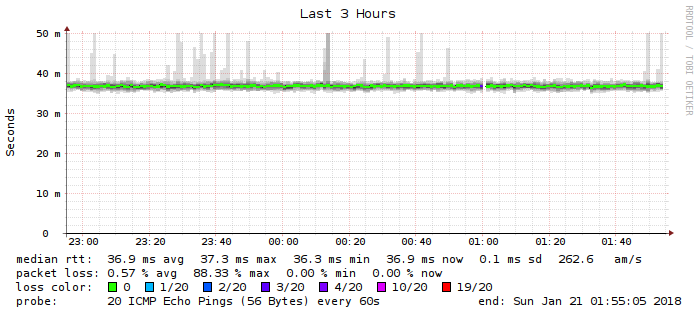 Last 3 Hours
RRDTOOL / TOBI OETIKER
Seconds
50 m
40 m
30 m
20 m
10 m
0
23:00 23:20 23:40 00:00 00:20 00:40 01:00 01:20 01:40
median rtt: 36.9 ms avg 37.3 ms max 36.3 ms min 36.9 ms now 0.1 ms sd 262.6 am/s
packet loss: 0.57 % avg 88.33 % max 0.00 % min 0.00 % now
loss color: 0 1/20 2/20 3/20 4/20 10/20 19/20
probe: 20 ICMP Echo Pings (56 Bytes) every 60s end: Sun Jan 21 01:55:05 2018